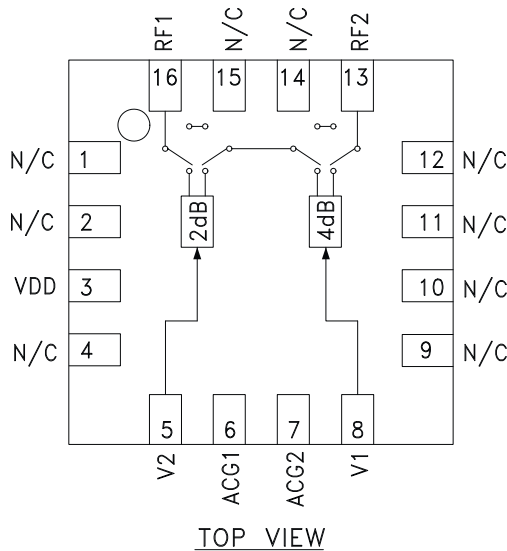 RF1
N/C
N/C
RF2
16
15
14
13
N/C 1
12 N/C
N/C 2
11 N/C
2dB
4dB
VDD 3
10 N/C
N/C 4
9 N/C
5
6
7
8
V2
ACG1
ACG2
V1
TOP VIEW